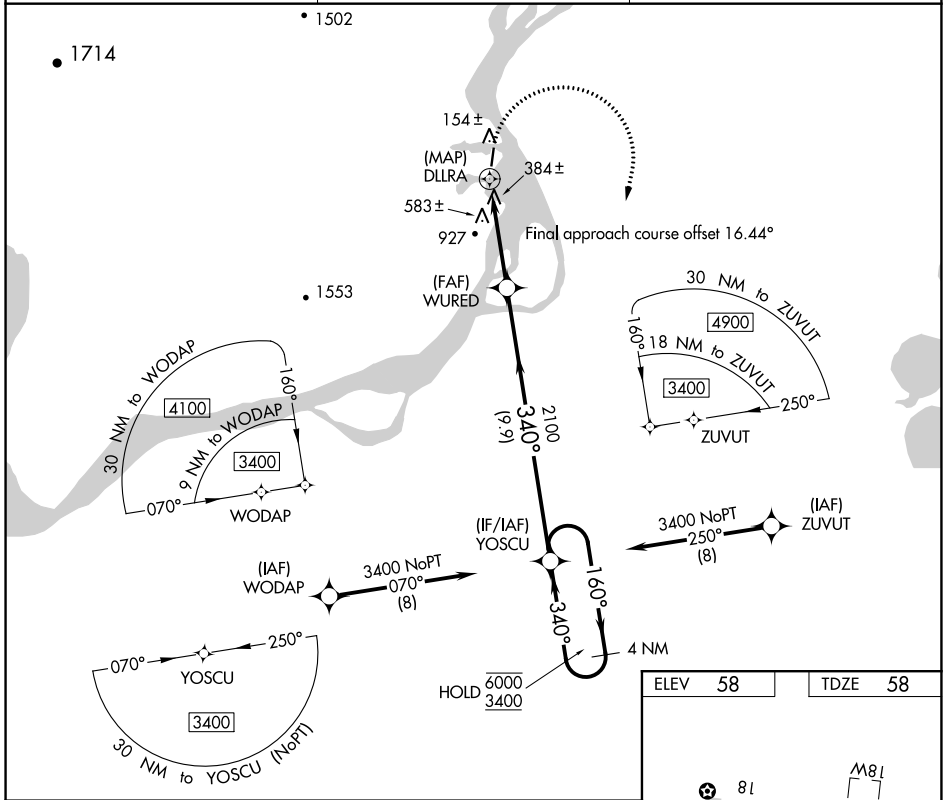 1502
1714
154±
(MAP)
DLLRA
384±
583±
927
Final approach course offset 16.44°
(FAF)
WURED
1553
30 NM to ZUVUT
4900
160°
18 NM to ZUVUT
3400
250°
ZUVUT
30 NM to WODAP
160°
4100
9 NM to WODAP
3400
070°
WODAP
340°
2100
(9.9)
(IF/IAF)
YOSCU
3400 NoPT
250°
(8)
(IAF)
ZUVUT
(IAF)
WODAP
3400 NoPT
070°
(8)
160°
340°
4 NM
HOLD
6000
3400
070°
250°
YOSCU
3400
30 NM to YOSCU (NoPT)
ELEV 58
TDZE 58
18
18W